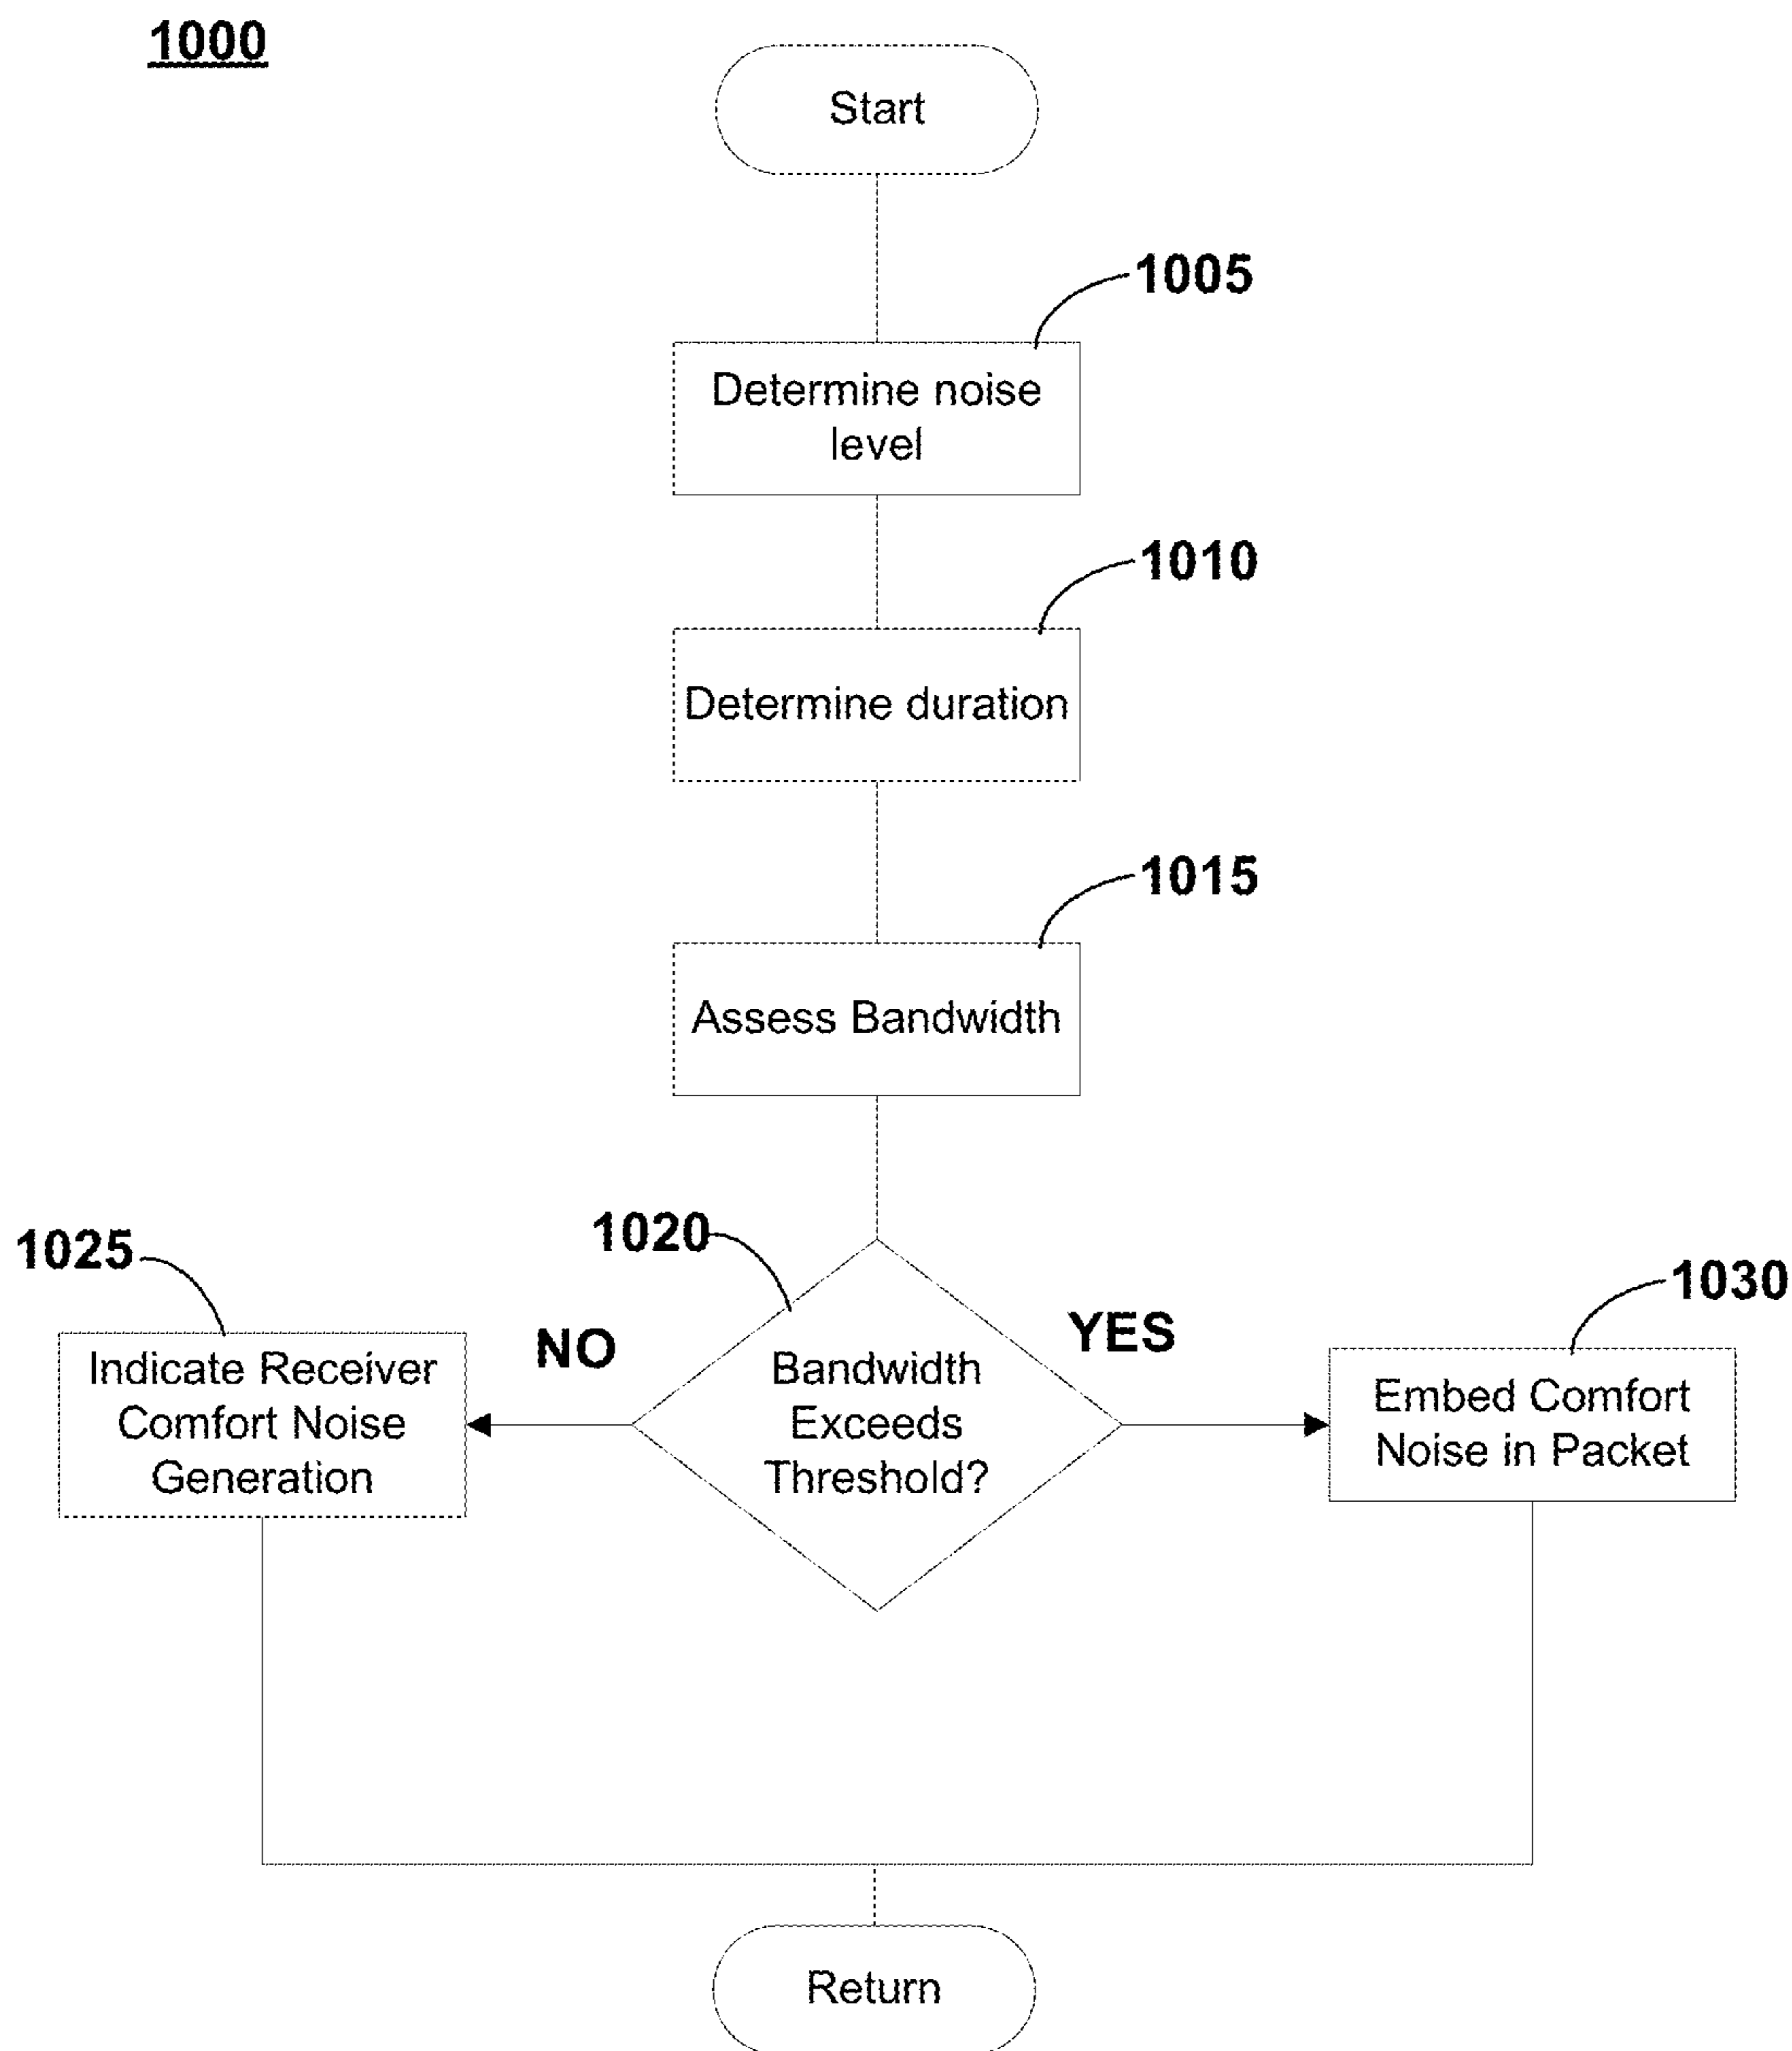 1000
Start
1005
Determine noise
level
1010
Determine duration
1015
Assess Bandwidth
1020
1025
1030
NO
YES
Indicate Receiver
Comfort Noise
Generation
Bandwidth
Exceeds
Threshold?
Embed Comfort
Noise in Packet
Return